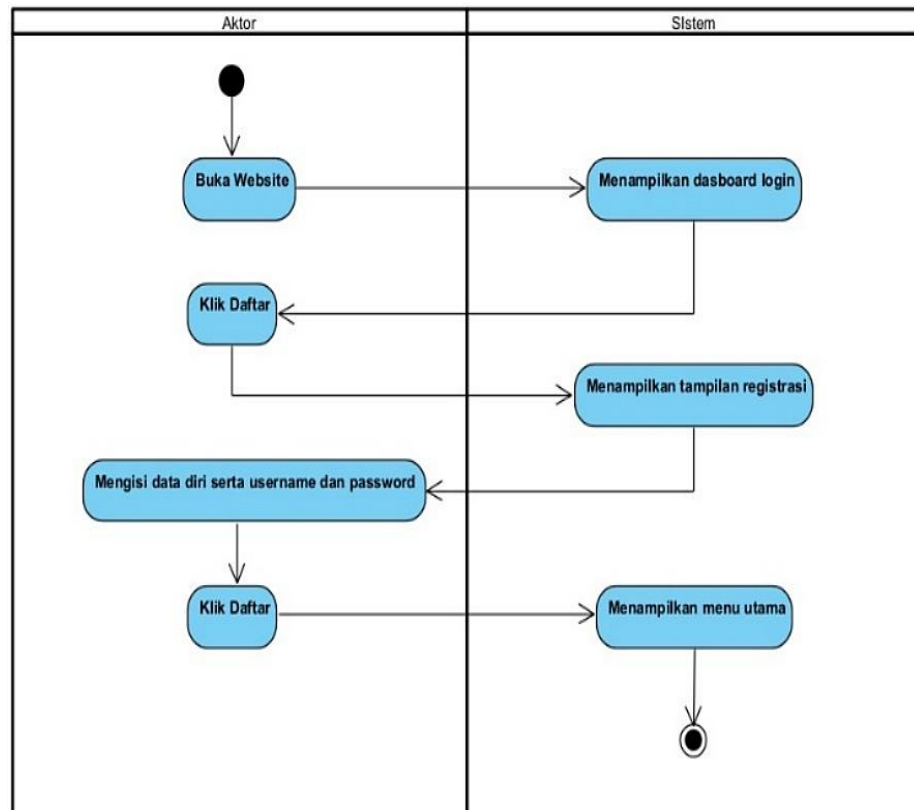 Aktor
SIstem
Buka Website
Menampilkan dasboard login
Klik Daftar
Menampilkan tampilan registrasi
Mengisi data diri serta username dan password
Klik Daftar
Menampilkan menu utama